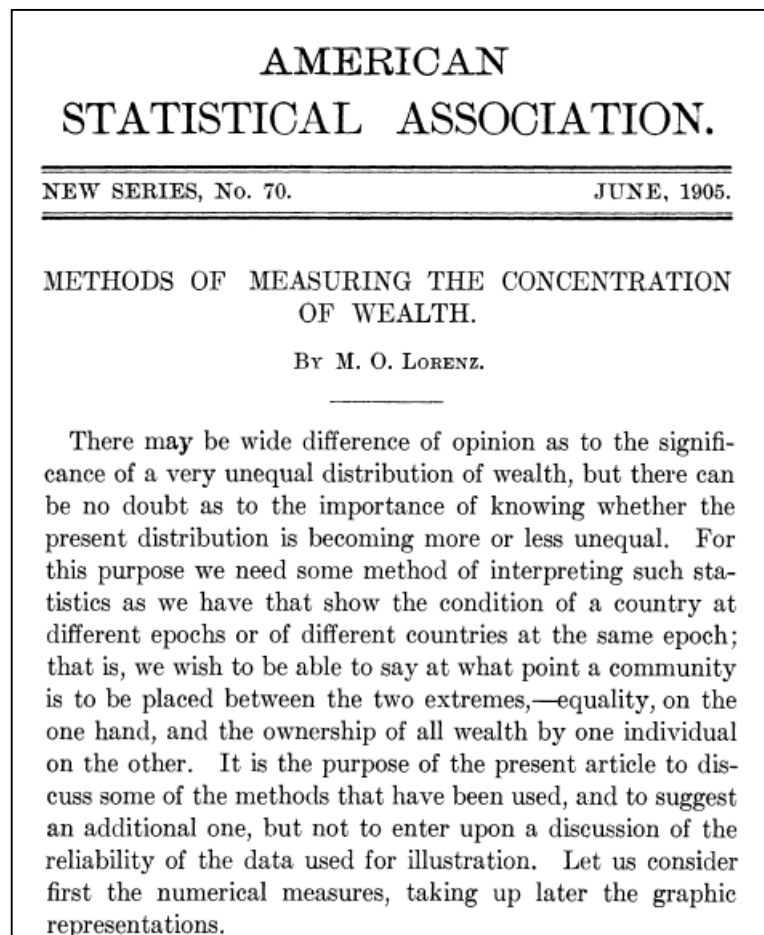 AMERICAN
STATISTICAL ASSOCIATION.
NEW SERIES, No. 70. JUNE, 1905.
METHODS OF MEASURING THE CONCENTRATION
OF WEALTH.
By M. O. Lorenz.
There may be wide difference of opinion as to the signifi-
cance of a very unequal distribution of wealth, but there can
be no doubt as to the importance of knowing whether the
present distribution is becoming more or less unequal. For
this purpose we need some method of interpreting such sta-
tistics as we have that show the condition of a country at
different epochs or of different countries at the same epoch;
that is, we wish to be able to say at what point a community
is to be placed between the two extremes,—equality, on the
one hand, and the ownership of all wealth by one individual
on the other. It is the purpose of the present article to dis-
cuss some of the methods that have been used, and to suggest
an additional one, but not to enter upon a discussion of the
reliability of the data used for illustration. Let us consider
first the numerical measures, taking up later the graphic
representations.